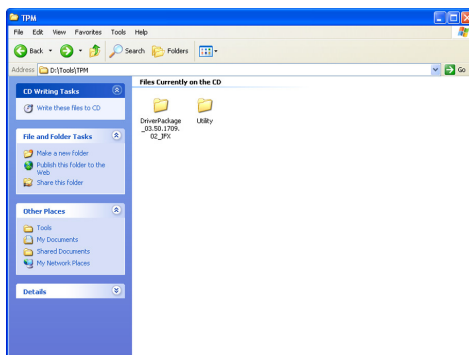 TPM
File Edit View Favorites Tools Help
Back Search Folders
Address D:\Tools\TPM Go
CD Writing Tasks
Write these files to CD
File and Folder Tasks
Make a new folder
Publish this folder to the
Web
Share this folder
Other Places
Tools
My Documents
Shared Documents
My Network Places
Details
Files Currently on the CD
DriverPackage
_03.50.1709.
02_IFX
Utility